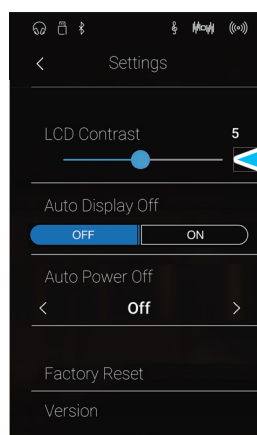 Settings
LCD Contrast 5
Auto Display Off
OFF ON
Auto Power Off
Off
Factory Reset
Version